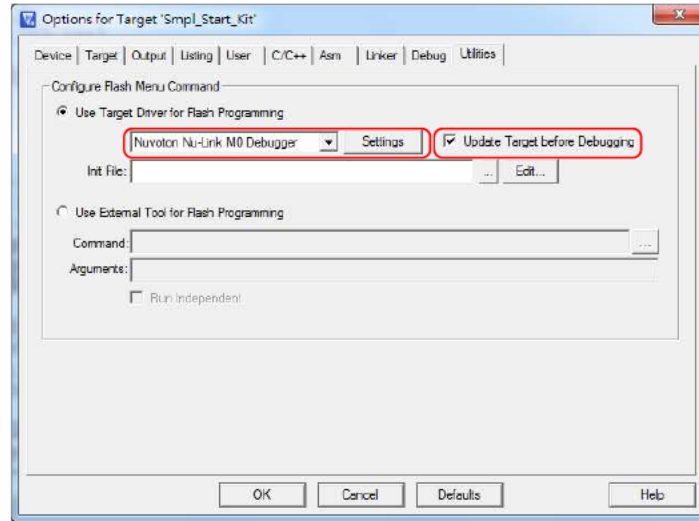 Options for Target 'Smpl_Start_Kit'
Device Target Output Listing User C/C++ Asm Linker Debug Utilities
Configure Flash Menu Command
Use Target Driver for Flash Programming
Nuvoton Nu-Link M0 Debugger Settings Update Target before Debugging
Init File: ... Edit...
Use External Tool for Flash Programming
Command: ...
Arguments:
Run Independent
OK Cancel Defaults Help